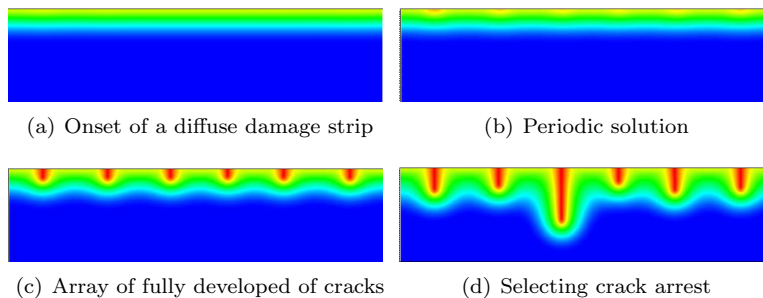 (a) Onset of a diffuse damage strip
(b) Periodic solution
(c) Array of fully developed of cracks
(d) Selecting crack arrest